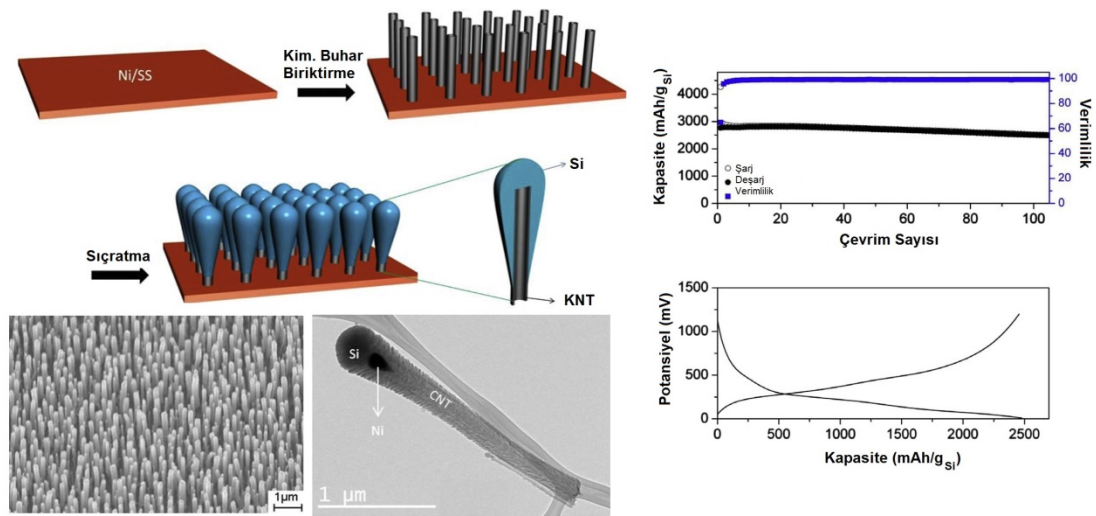 Ni/SS
Kim. Buhar
Biriktirme
Sıçratma
Si
KNT
1µm
Si
Ni
CNT
1 µm
Kapasite (mAh/gSi)
4000
3000
2000
1000
0
100
80
60
40
20
0
Verimlilik
Şarj
Deşarj
Verimlilik
0 20 40 60 80 100
Çevrim Sayısı
Potansiyel (mV)
1500
1000
500
0
0 500 1000 1500 2000 2500
Kapasite (mAh/gSi)